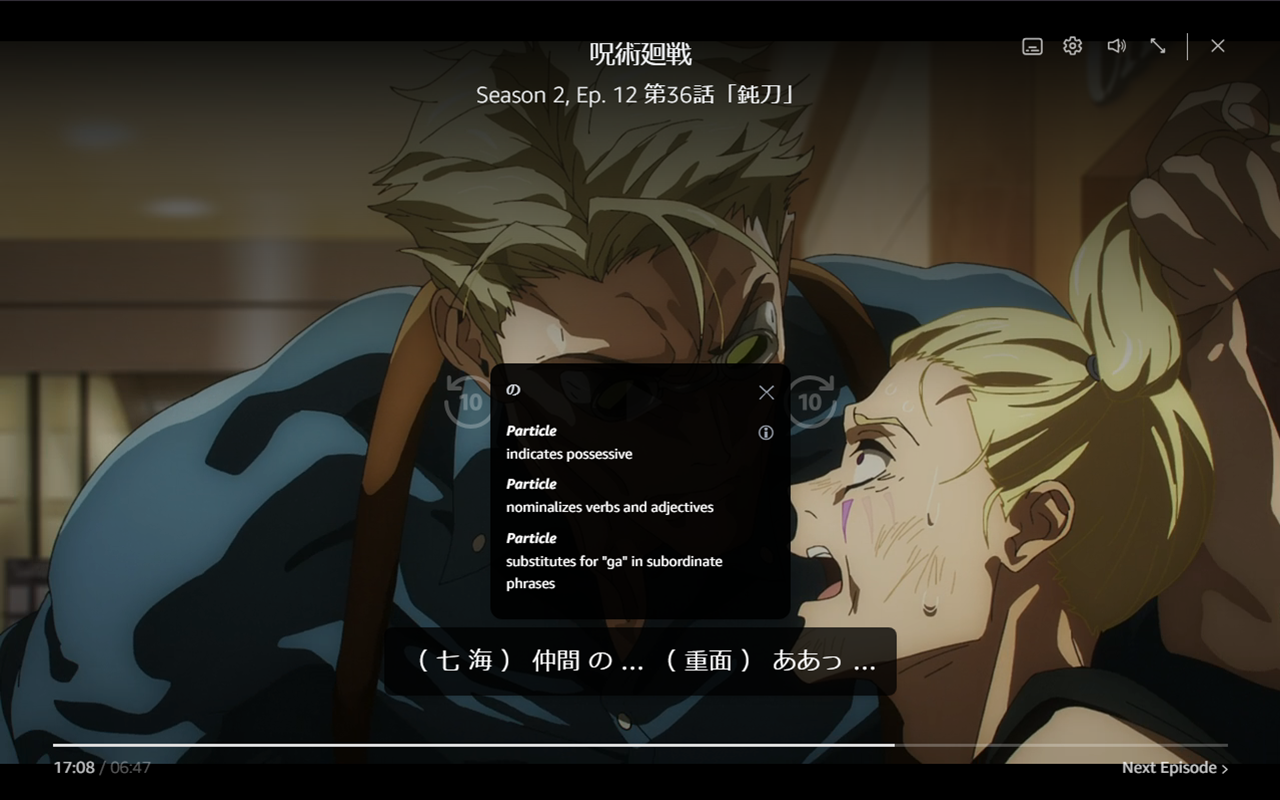 呪術廻戦
Season 2, Ep. 12 第36話「鈍刀」
10
10
の
Particle
indicates possessive
Particle
nominalizes verbs and adjectives
Particle
substitutes for "ga" in subordinate
phrases
（七海） 仲間の... （重面） ああっ...
17:08 / 06:47
Next Episode ›